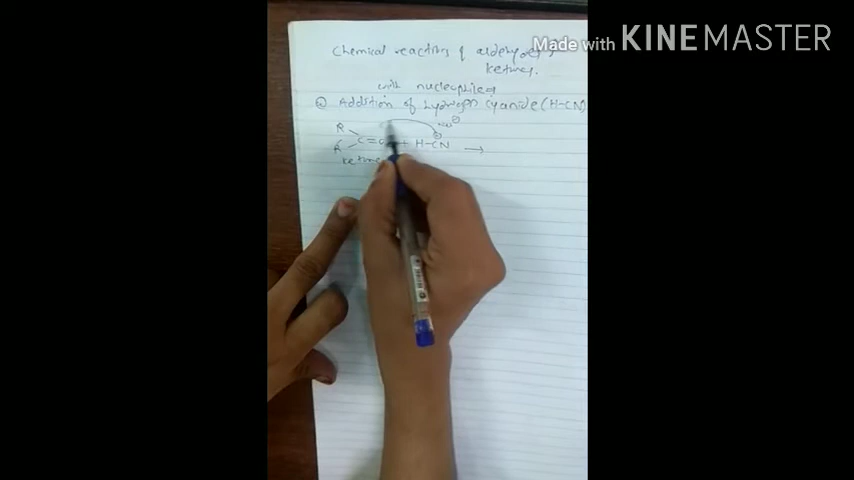 Made with KINEMASTER
Chemical reactions of aldehydes &
ketones.
with nucleophiles
@ Addition of hydrogen cyanide (H-CN)
R
C=O + H-CN →
R
ketone